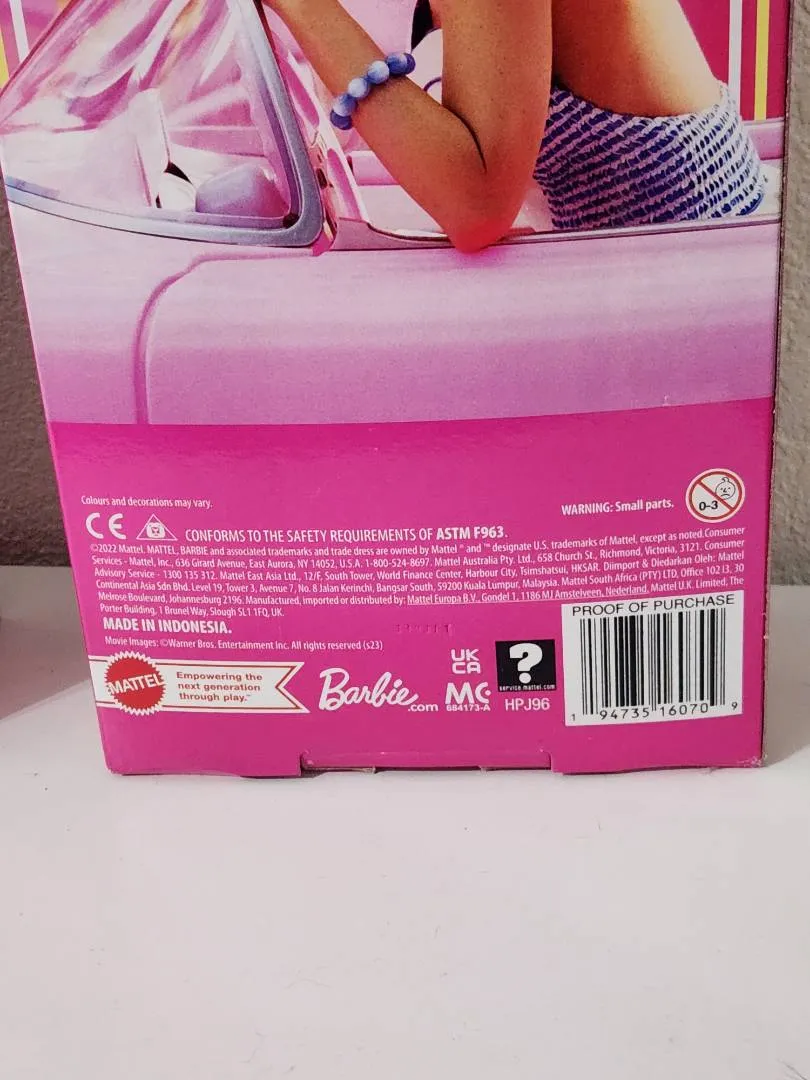 Colours and decorations may vary.
WARNING: Small parts.
0-3
CE
CONFORMS TO THE SAFETY REQUIREMENTS OF ASTM F963.
©2022 Mattel. MATTEL, BARBIE and associated trademarks and trade dress are owned by Mattel ® and ™ designate U.S. trademarks of Mattel, except as noted. Consumer
Services - Mattel, Inc., 636 Girard Avenue, East Aurora, NY 14052, U.S.A. 1-800-524-8697. Mattel Australia Pty. Ltd., 658 Church St., Richmond, Victoria, 3121. Consumer
Advisory Service - 1300 135 312. Mattel East Asia Ltd., 12/F, South Tower, World Finance Center, Harbour City, Tsimshatsui, HKSAR. Diimport & Diedarkan Oleh: Mattel
Continental Asia Sdn Bhd. Level 19, Tower 3, Avenue 7, No. 8 Jalan Kerinchi, Bangsar South, 59200 Kuala Lumpur, Malaysia. Mattel South Africa (PTY) LTD, Office 102 I3, 30
Melrose Boulevard, Johannesburg 2196. Manufactured, imported or distributed by: Mattel Europa B.V., Gondel 1, 1186 MJ Amstelveen, Nederland. Mattel U.K. Limited, The
Porter Building, 1 Brunel Way, Slough SL1 1FQ, UK.
MADE IN INDONESIA.
Movie Images: ©Warner Bros. Entertainment Inc. All rights reserved (s23)
MATTEL
Empowering the
next generation
through play.™
Barbie.com
UK
CA
MC
684173-A
?
service.mattel.com
HPJ96
PROOF OF PURCHASE
1 94735 16070 9